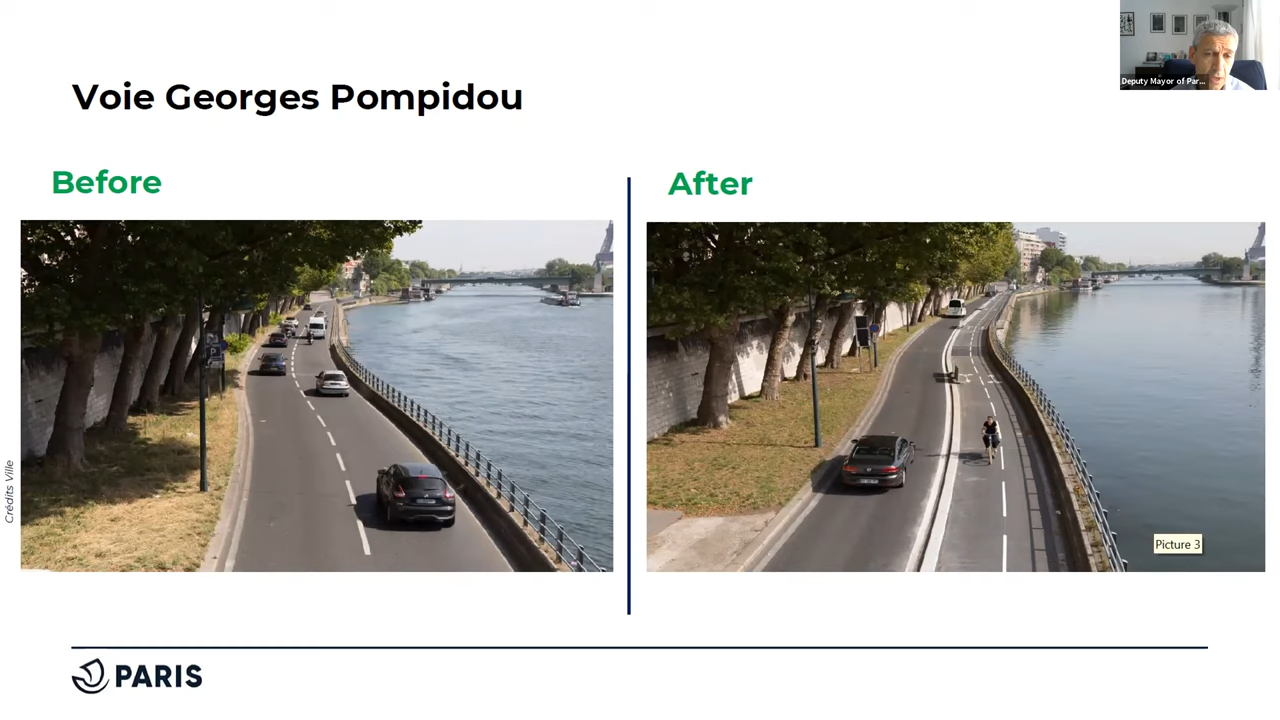 Deputy Mayor of Par...
Voie Georges Pompidou
Before
After
Crédits Ville
P
Picture 3
PARIS